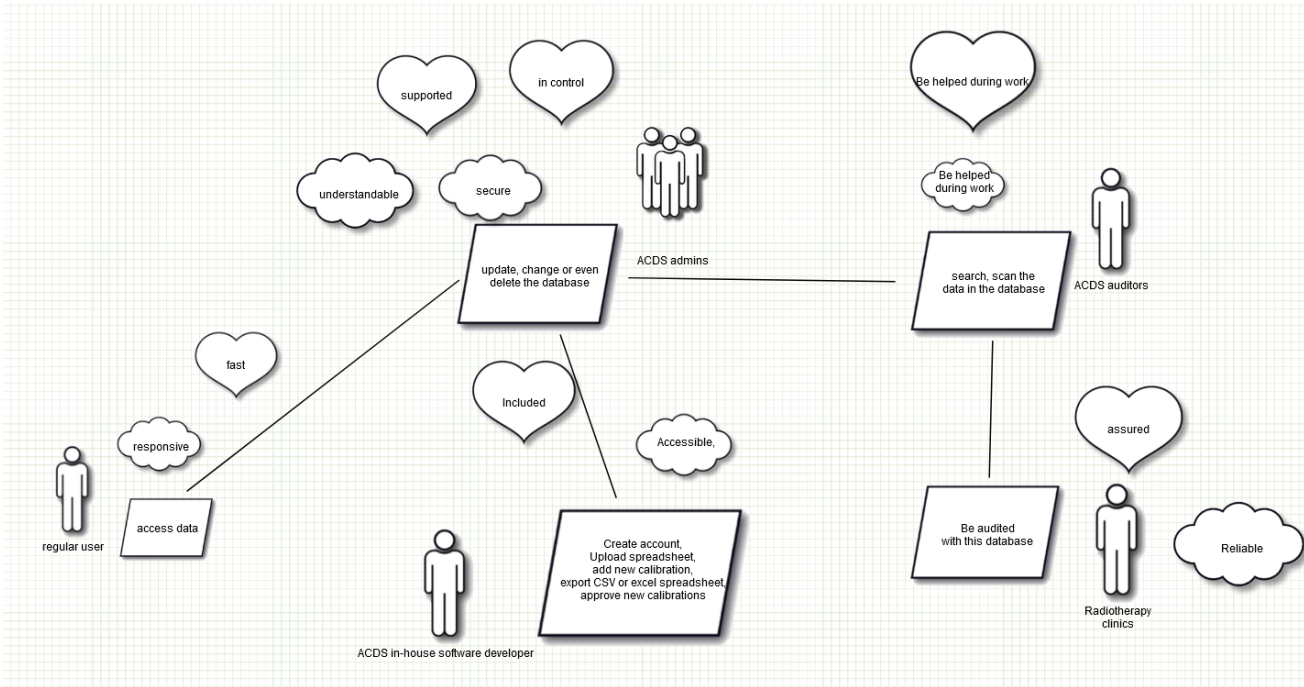 supported
in control
Be helped during work
understandable
secure
Be helped
during work
update, change or even
delete the database
ACDS admins
search, scan the
data in the database
ACDS auditors
fast
Included
assured
responsive
Accessible,
regular user
access data
Create account,
Upload spreadsheet,
add new calibration,
export CSV or excel spreadsheet,
approve new calibrations
ACDS in-house software developer
Be audited
with this database
Reliable
Radiotherapy
clinics